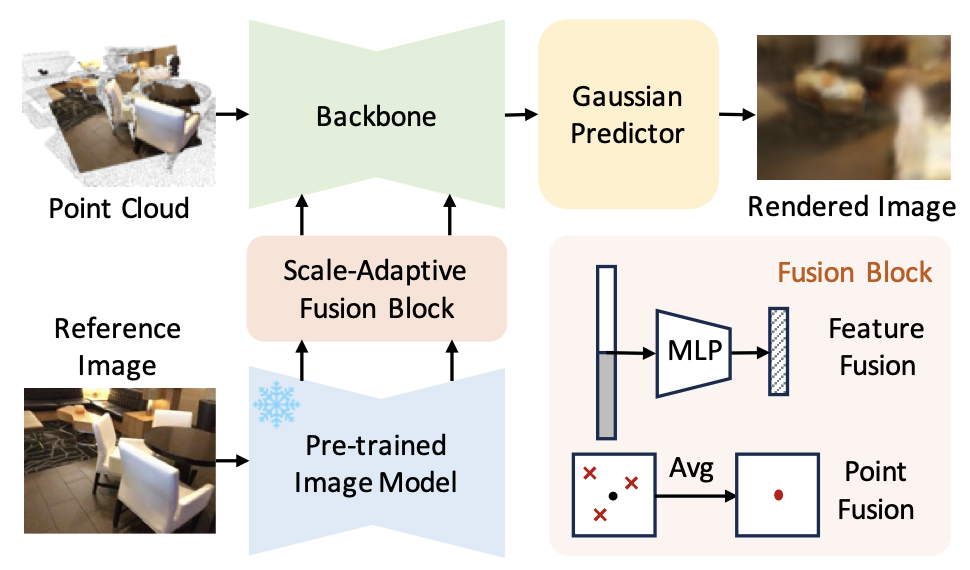 Backbone
Gaussian
Predictor
Point Cloud
Rendered Image
Scale-Adaptive
Fusion Block
Reference
Image
Pre-trained
Image Model
Fusion Block
MLP
Feature
Fusion
Avg
Point
Fusion